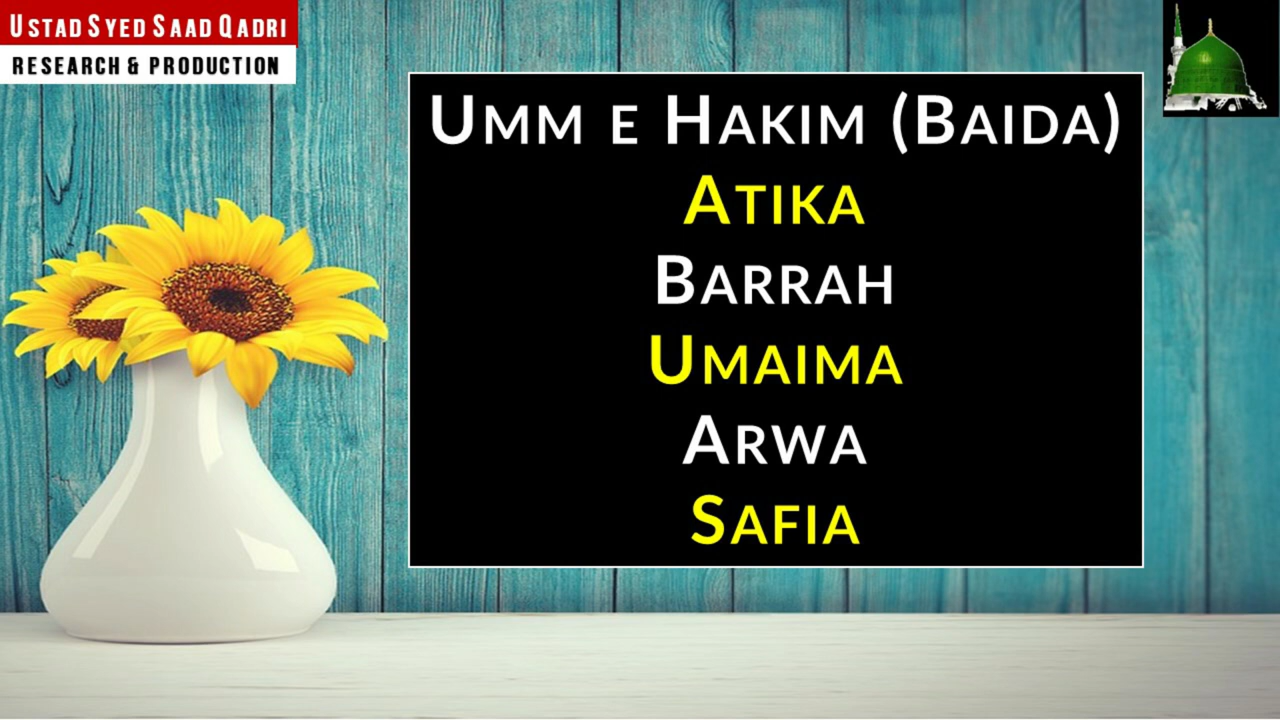 USTAD SYED SAAD QADRI
RESEARCH & PRODUCTION
UMM E HAKIM (BAIDA)
ATIKA
BARRAH
UMAIMA
ARWA
SAFIA